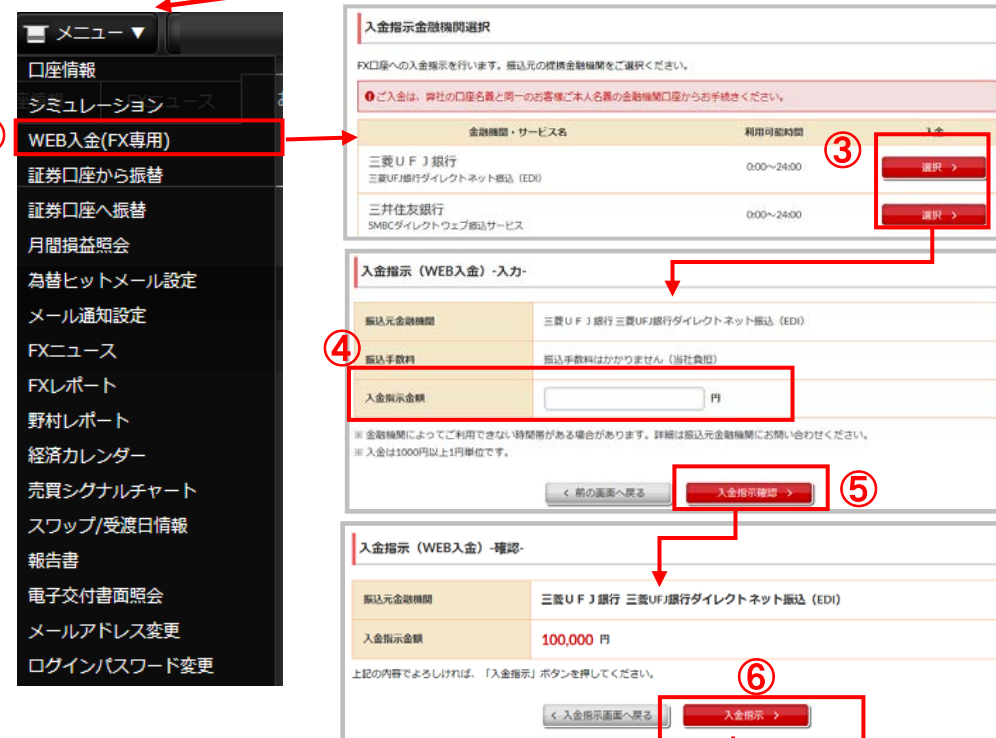 メニュー ▼
口座情報
シミュレーション
WEB入金(FX専用)
証券口座から振替
証券口座へ振替
月間損益照会
為替ヒットメール設定
メール通知設定
FXニュース
FXレポート
野村レポート
経済カレンダー
売買シグナルチャート
スワップ/受渡日情報
報告書
電子交付書面照会
メールアドレス変更
ログインパスワード変更
入金指示金融機関選択
FX口座への入金指示を行います。振込元の提携金融機関をご選択ください。
ご入金は、弊社の口座名義と同一のお客様ご本人名義の金融機関口座からお手続きください。
金融機関・サービス名 利用可能時間 入金
③
三菱ＵＦＪ銀行
三菱UFJ銀行ダイレクトネット振込（EDI） 0:00～24:00 選択 >
三井住友銀行
SMBCダイレクトウェブ振込サービス 0:00～24:00 選択 >
入金指示（WEB入金）-入力-
振込元金融機関 三菱ＵＦＪ銀行 三菱UFJ銀行ダイレクトネット振込（EDI）
④
振込手数料 振込手数料はかかりません（当社負担）
入金指示金額 円
※ 金融機関によってご利用できない時間帯がある場合があります。詳細は振込元金融機関にお問い合わせください。
※ 入金は1000円以上1円単位です。
< 前の画面へ戻る 入金指示確認 > ⑤
入金指示（WEB入金）-確認-
振込元金融機関 三菱ＵＦＪ銀行 三菱UFJ銀行ダイレクトネット振込（EDI）
入金指示金額 100,000 円
上記の内容でよろしければ、「入金指示」ボタンを押してください。
⑥
< 入金指示画面へ戻る 入金指示 >